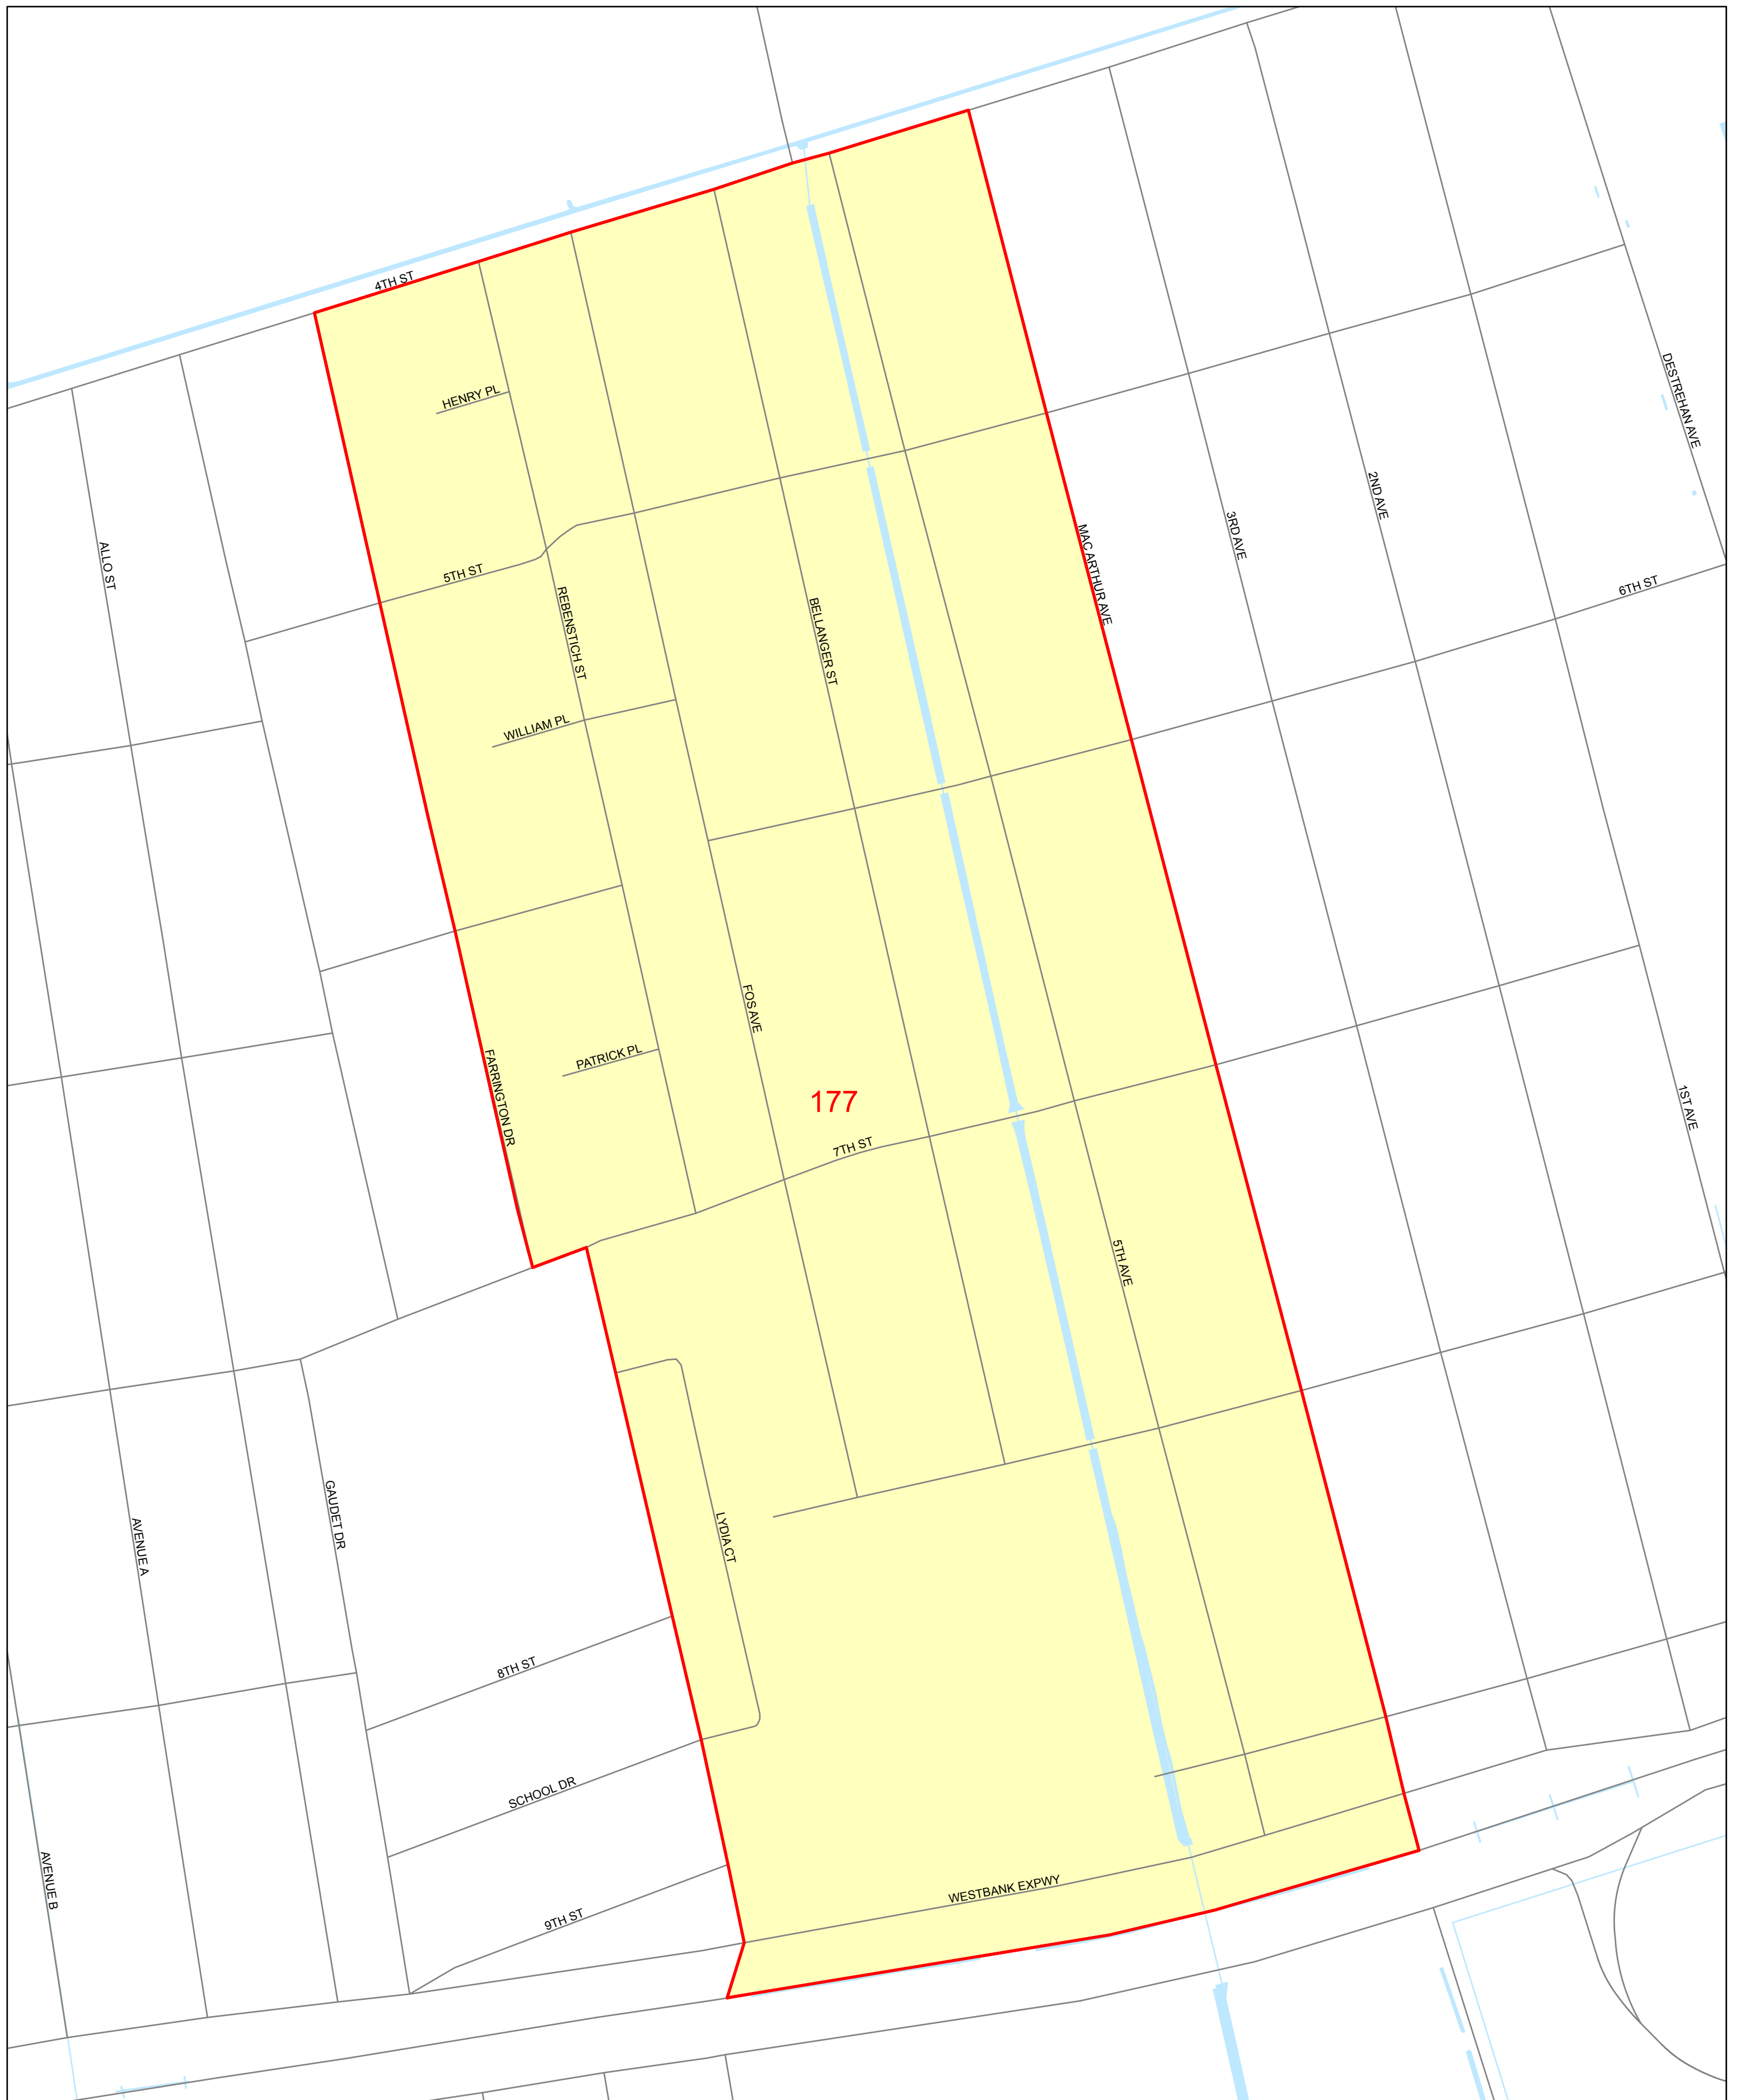 4TH ST
HENRY PL
DESTREHAN AVE
2ND AVE
3RD AVE
MAC ARTHUR AVE
ALLO ST
5TH ST
6TH ST
REBENSTICH ST
BELLANGER ST
WILLIAM PL
FOS AVE
PATRICK PL
FARRINGTON DR
177
1ST AVE
7TH ST
5TH AVE
GAUDET DR
LYDIA CT
AVENUE A
8TH ST
SCHOOL DR
AVENUE B
WESTBANK EXPWY
9TH ST